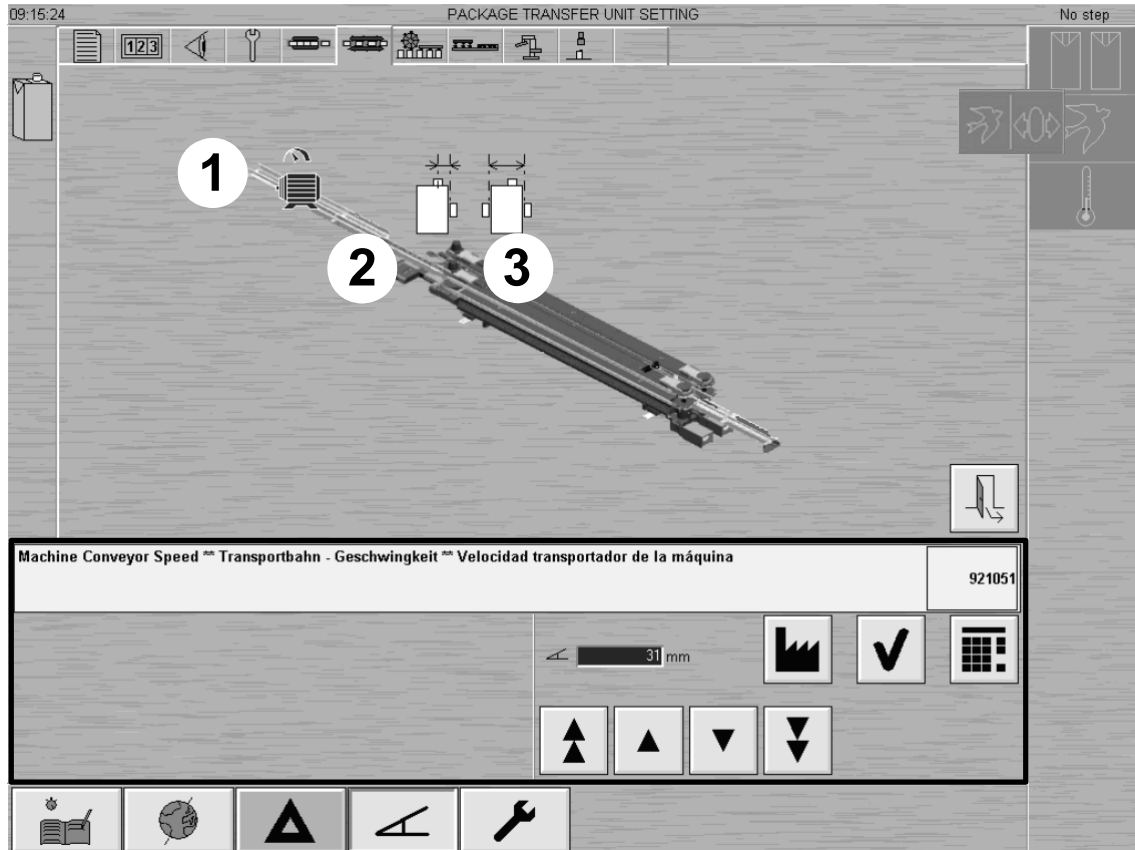 09:15:24
PACKAGE TRANSFER UNIT SETTING
No step
123
1
2
3
Machine Conveyor Speed ** Transportbahn - Geschwingkeit ** Velocidad transportador de la máquina
921051
31 mm